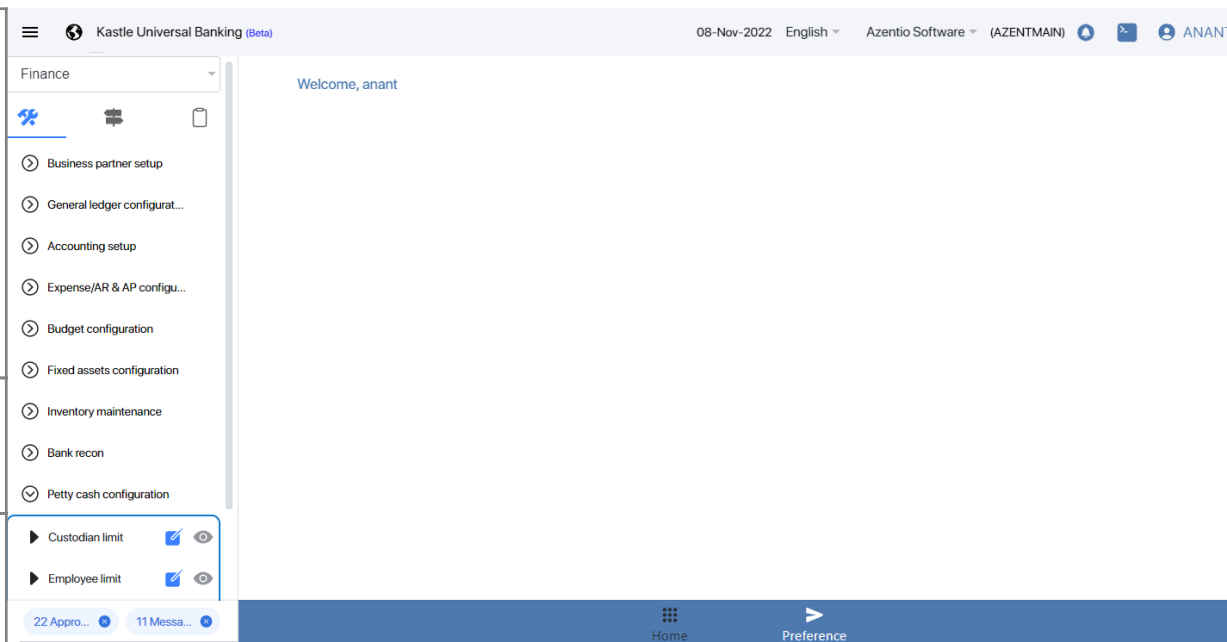 Kastle Universal Banking (Beta) 08-Nov-2022 English Azentio Software (AZENTMAIN) ANANT
Finance
Welcome, anant
Business partner setup
General ledger configurat...
Accounting setup
Expense/AR & AP configu...
Budget configuration
Fixed assets configuration
Inventory maintenance
Bank recon
Petty cash configuration
Custodian limit
Employee limit
22 Appro... 11 Messa...
Home Preference